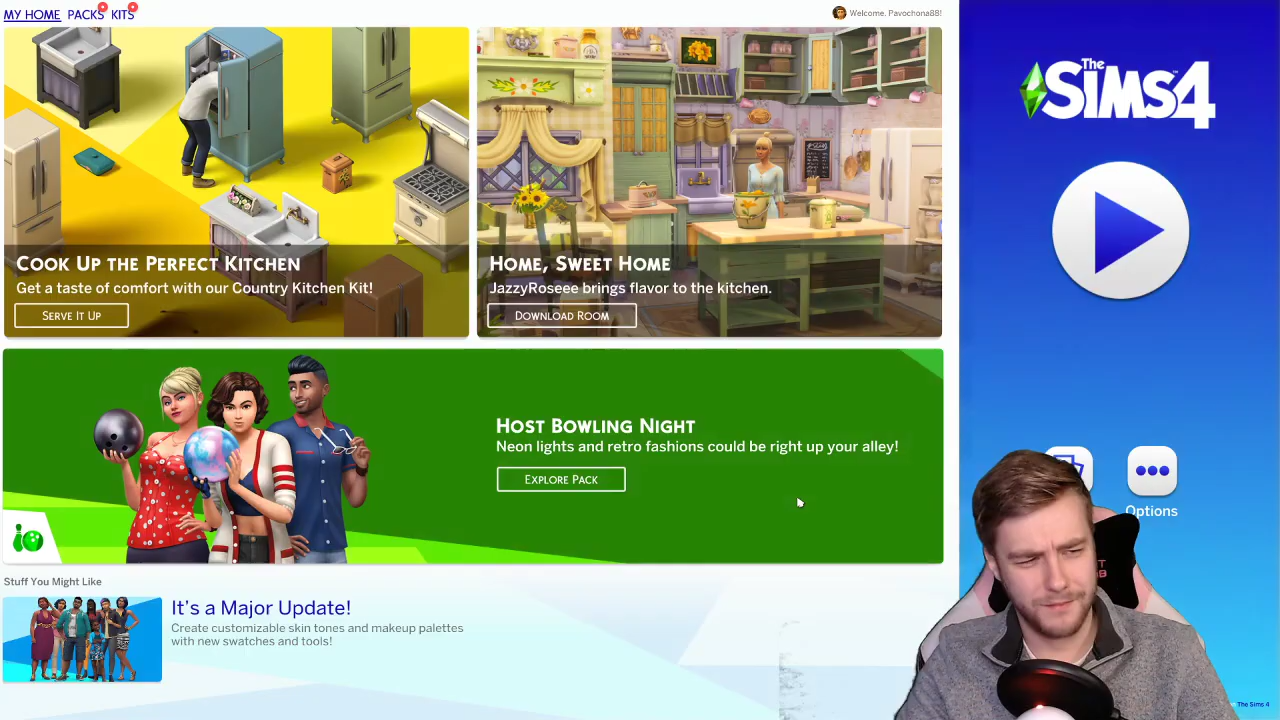 MY HOME PACKS KITS
Welcome, Pavochona88!
COOK UP THE PERFECT KITCHEN
Get a taste of comfort with our Country Kitchen Kit!
SERVE IT UP
HOME, SWEET HOME
JazzyRoseee brings flavor to the kitchen.
DOWNLOAD ROOM
HOST BOWLING NIGHT
Neon lights and retro fashions could be right up your alley!
EXPLORE PACK
Stuff You Might Like
It's a Major Update!
Create customizable skin tones and makeup palettes
with new swatches and tools!
The SIMS 4
Options
The Sims 4